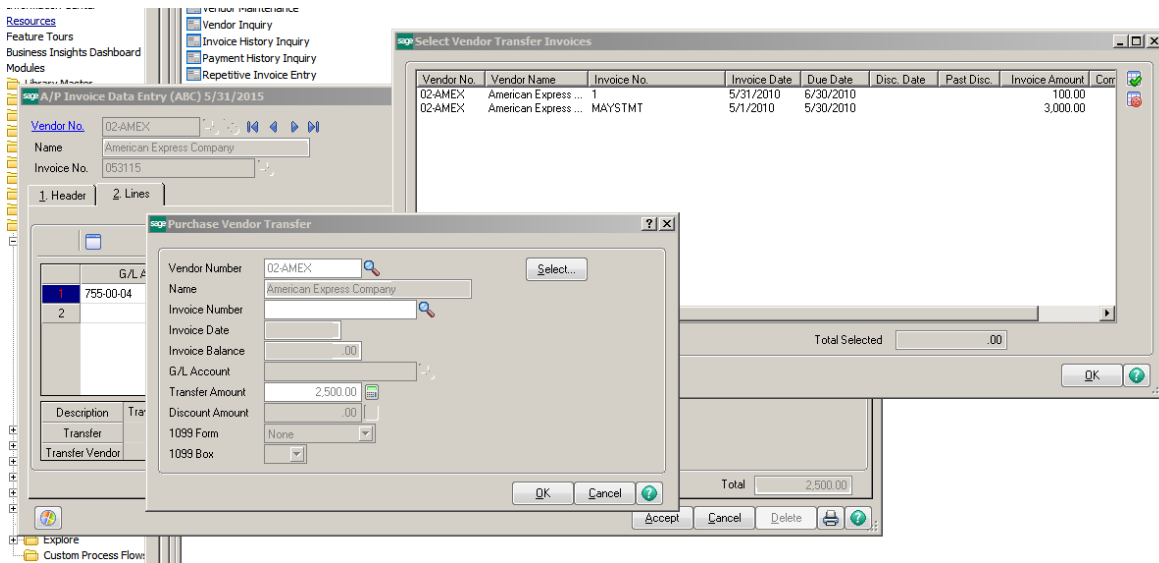 Resources
Feature Tours
Business Insights Dashboard
Modules
Library Master
Vendor Maintenance
Vendor Inquiry
Invoice History Inquiry
Payment History Inquiry
Repetitive Invoice Entry
sage A/P Invoice Data Entry (ABC) 5/31/2015
Vendor No. 02-AMEX
Name American Express Company
Invoice No. 053115
1. Header 2. Lines
G/L A
1 755-00-04
2
Description Tra
Transfer
Transfer Vendor
Total 2,500.00
Accept Cancel Delete
Explore
Custom Process Flow
sage Select Vendor Transfer Invoices
Vendor No. Vendor Name Invoice No. Invoice Date Due Date Disc. Date Past Disc. Invoice Amount Com
02-AMEX American Express ... 1 5/31/2010 6/30/2010 100.00
02-AMEX American Express ... MAYSTMT 5/1/2010 5/30/2010 3,000.00
Total Selected .00
OK
sage Purchase Vendor Transfer
Vendor Number 02-AMEX Select...
Name American Express Company
Invoice Number
Invoice Date
Invoice Balance .00
G/L Account
Transfer Amount 2,500.00
Discount Amount .00
1099 Form None
1099 Box
OK Cancel